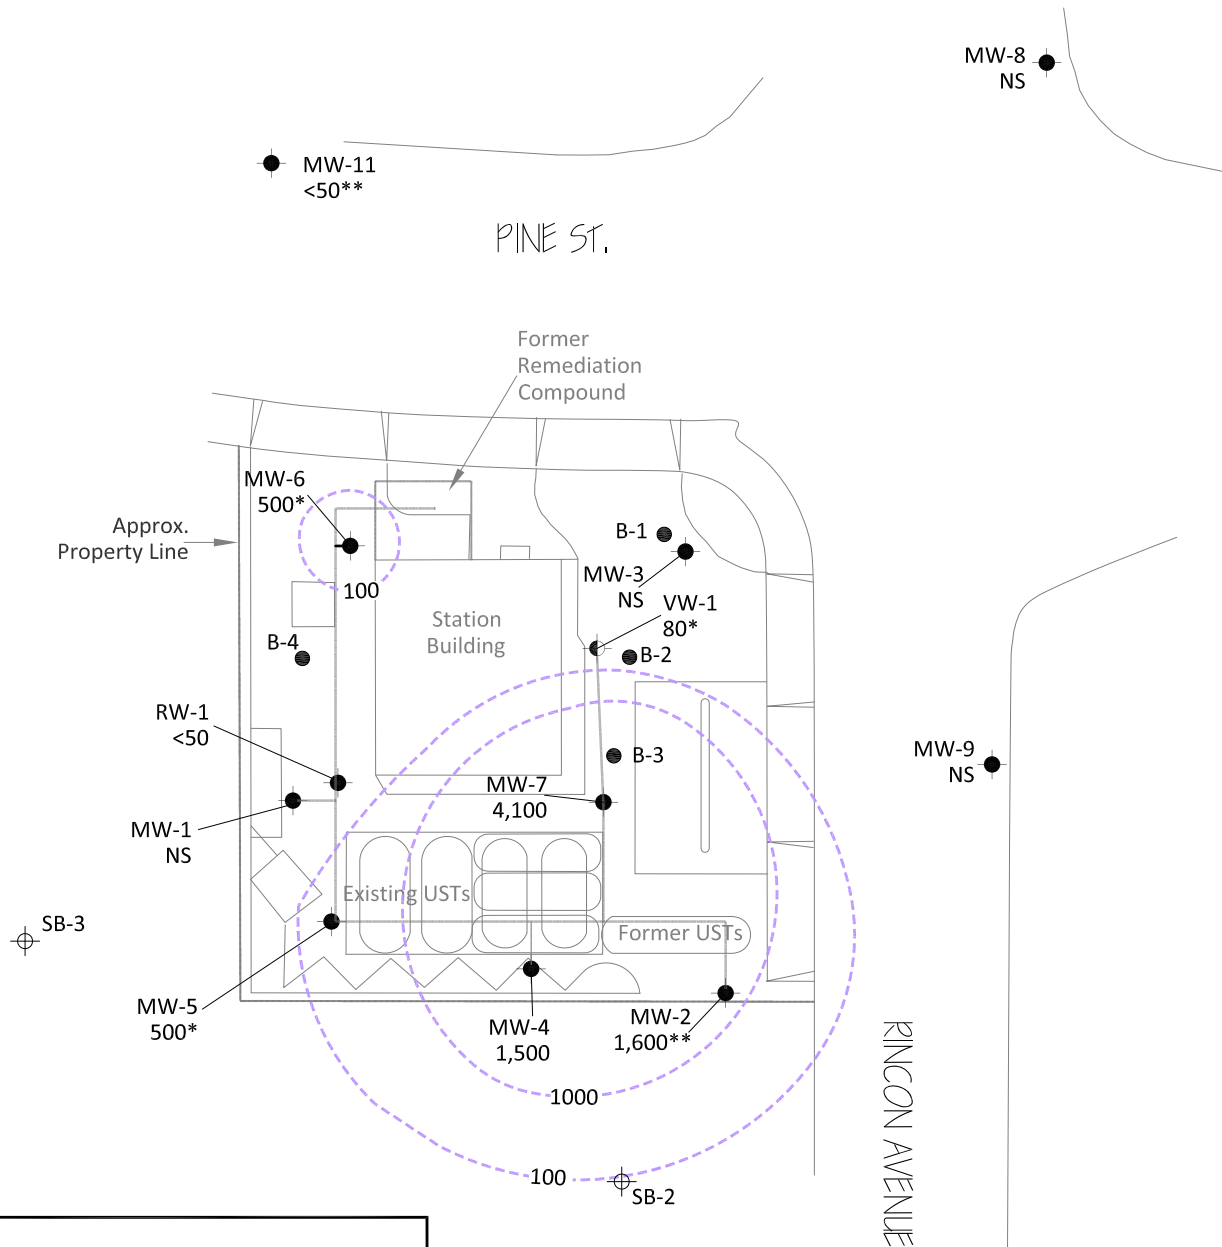 MW-8
NS
MW-11
<50**
PINE ST.
Former
Remediation
Compound
MW-6
500*
Approx.
Property Line
B-1
MW-3
NS
100
VW-1
80*
Station
Building
B-4
B-2
RW-1
<50
MW-9
NS
B-3
MW-7
4,100
MW-1
NS
Existing USTs
SB-3
Former USTs
MW-5
500*
MW-4
1,500
MW-2
1,600**
RINCON AVENUE
1000
100
SB-2